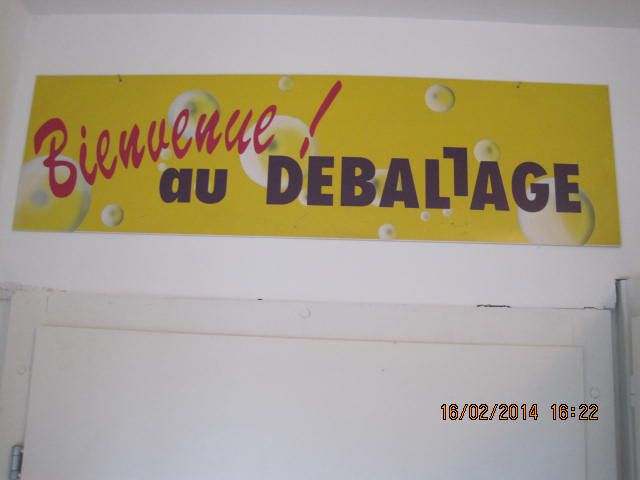 Bienvenue !
au DEBALLAGE
16/02/2014 16:22